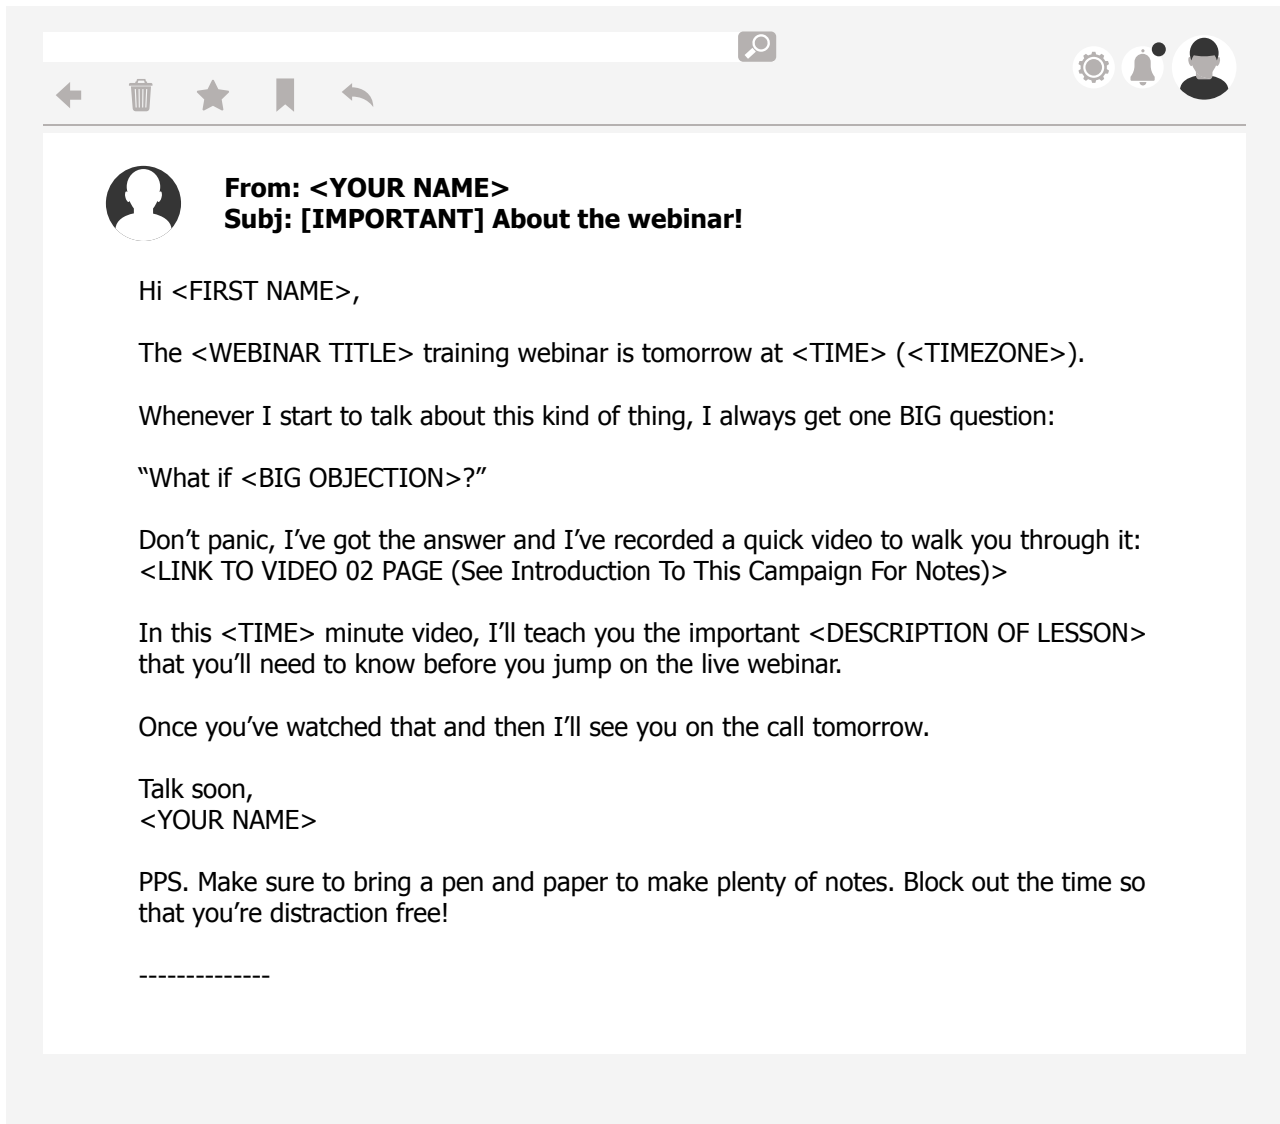 From: <YOUR NAME>
Subj: [IMPORTANT] About the webinar!
Hi <FIRST NAME>,
The <WEBINAR TITLE> training webinar is tomorrow at <TIME> (<TIMEZONE>).
Whenever I start to talk about this kind of thing, I always get one BIG question:
“What if <BIG OBJECTION>?”
Don’t panic, I’ve got the answer and I’ve recorded a quick video to walk you through it:
<LINK TO VIDEO 02 PAGE (See Introduction To This Campaign For Notes)>
In this <TIME> minute video, I’ll teach you the important <DESCRIPTION OF LESSON>
that you’ll need to know before you jump on the live webinar.
Once you’ve watched that and then I’ll see you on the call tomorrow.
Talk soon,
<YOUR NAME>
PPS. Make sure to bring a pen and paper to make plenty of notes. Block out the time so
that you’re distraction free!
--------------